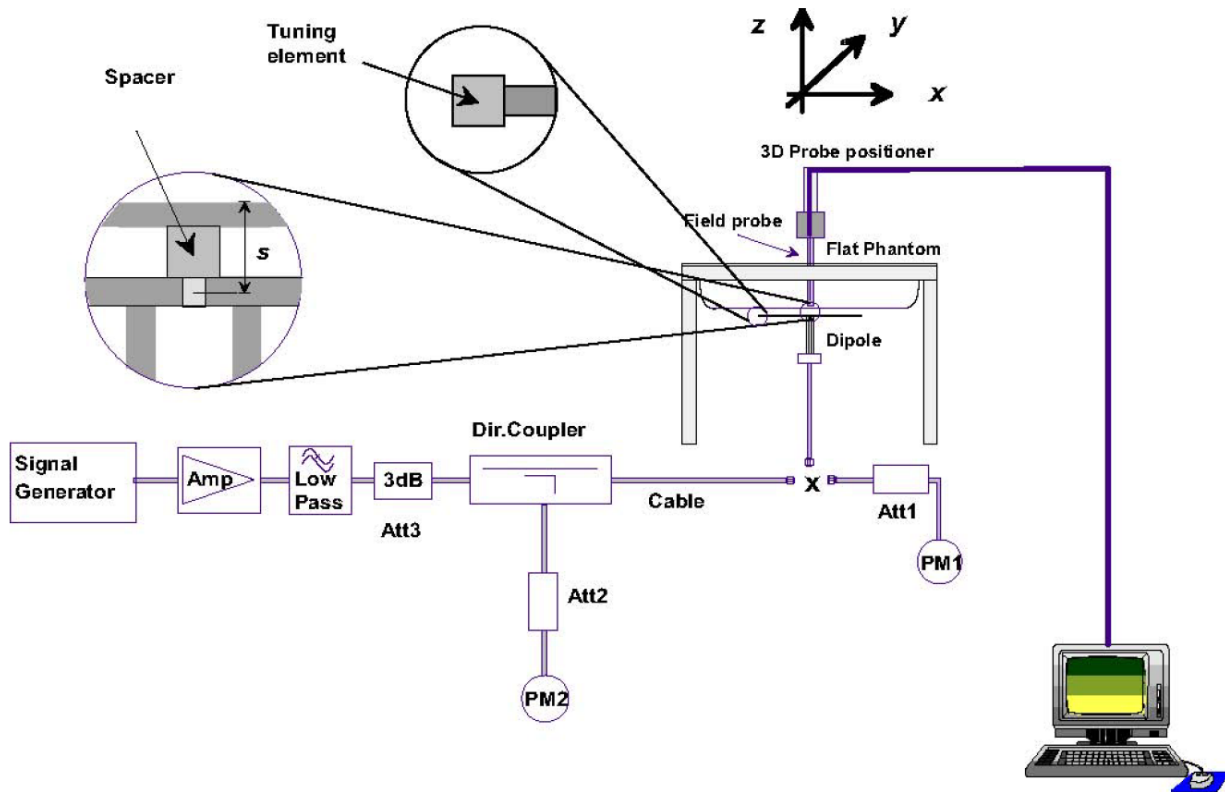 Tuning
element
Spacer
s
z
y
x
3D Probe positioner
Field probe
Flat Phantom
Dipole
Dir.Coupler
Signal
Generator
Amp
Low
Pass
3dB
Att3
Cable
x
Att1
PM1
Att2
PM2